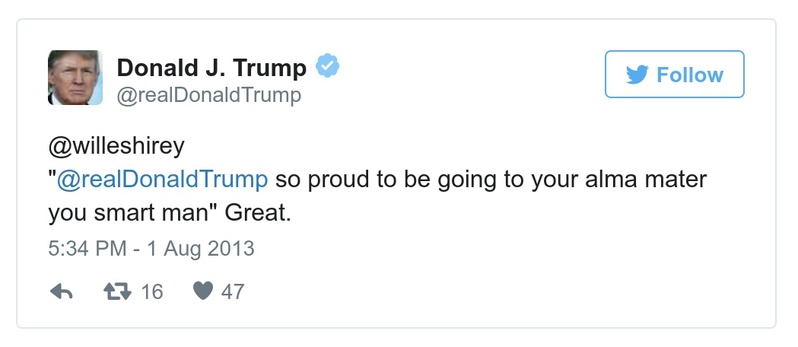 Donald J. Trump
@realDonaldTrump
Follow
@willeshirey
"@realDonaldTrump so proud to be going to your alma mater
you smart man" Great.
5:34 PM - 1 Aug 2013
16 47